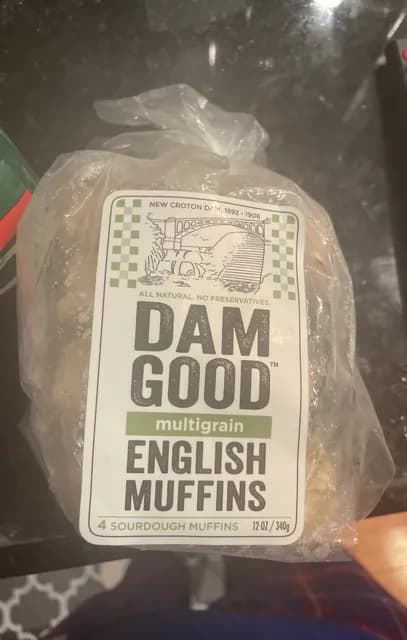 NEW CROTON DAM, 1892 - 1906
ALL NATURAL. NO PRESERVATIVES.
DAM
GOOD™
multigrain
ENGLISH
MUFFINS
4 SOURDOUGH MUFFINS 12 OZ / 340g